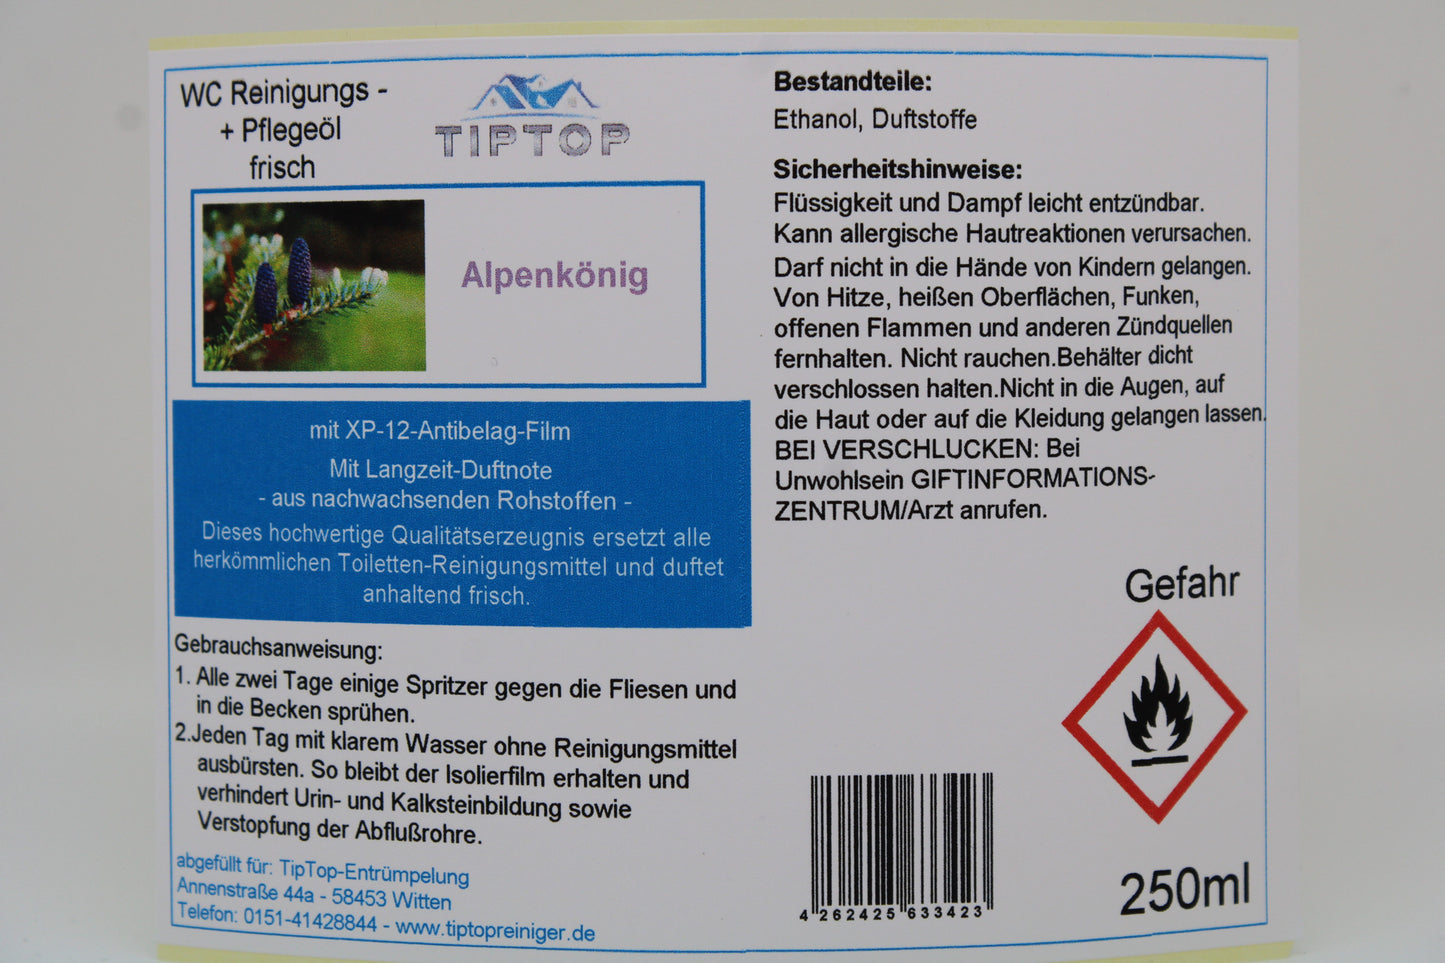 WC Reinigungs -
+ Pflegeöl
frisch
TIPTOP
Alpenkönig
mit XP-12-Antibelag-Film
Mit Langzeit-Duftnote
- aus nachwachsenden Rohstoffen -
Dieses hochwertige Qualitätserzeugnis ersetzt alle
herkömmlichen Toiletten-Reinigungsmittel und duftet
anhaltend frisch.
Gebrauchsanweisung:
1. Alle zwei Tage einige Spritzer gegen die Fliesen und
in die Becken sprühen.
2.Jeden Tag mit klarem Wasser ohne Reinigungsmittel
ausbürsten. So bleibt der Isolierfilm erhalten und
verhindert Urin- und Kalksteinbildung sowie
Verstopfung der Abflußrohre.
abgefüllt für: TipTop-Entrümpelung
Annenstraße 44a - 58453 Witten
Telefon: 0151-41428844 - www.tiptopreiniger.de
Bestandteile:
Ethanol, Duftstoffe
Sicherheitshinweise:
Flüssigkeit und Dampf leicht entzündbar.
Kann allergische Hautreaktionen verursachen.
Darf nicht in die Hände von Kindern gelangen.
Von Hitze, heißen Oberflächen, Funken,
offenen Flammen und anderen Zündquellen
fernhalten. Nicht rauchen.Behälter dicht
verschlossen halten.Nicht in die Augen, auf
die Haut oder auf die Kleidung gelangen lassen.
BEI VERSCHLUCKEN: Bei
Unwohlsein GIFTINFORMATIONS-
ZENTRUM/Arzt anrufen.
Gefahr
4 262425 633423
250ml